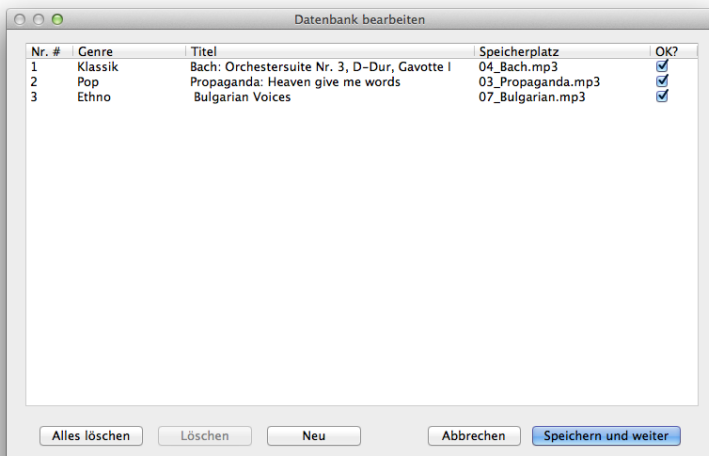 Datenbank bearbeiten
Nr. # Genre Titel Speicherplatz OK?
1 Klassik Bach: Orchestersuite Nr. 3, D-Dur, Gavotte I 04_Bach.mp3
2 Pop Propaganda: Heaven give me words 03_Propaganda.mp3
3 Ethno Bulgarian Voices 07_Bulgarian.mp3
Alles löschen Löschen Neu Abbrechen Speichern und weiter